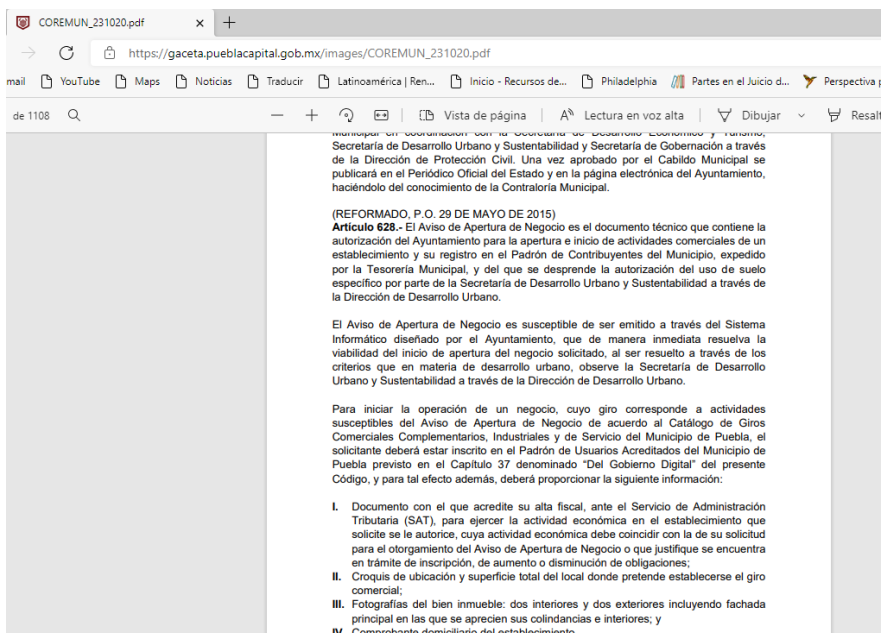 COREMUN_231020.pdf
https://gaceta.pueblacapital.gob.mx/images/COREMUN_231020.pdf
mail YouTube Maps Noticias Traducir Latinoamérica | Ren... Inicio - Recursos de... Philadelphia Partes en el Juicio d... Perspectiva
de 1108 Vista de página Lectura en voz alta Dibujar Resalt
Municipal en coordinación con la Secretaría de Desarrollo Económico y Turismo,
Secretaría de Desarrollo Urbano y Sustentabilidad y Secretaría de Gobernación a través
de la Dirección de Protección Civil. Una vez aprobado por el Cabildo Municipal se
publicará en el Periódico Oficial del Estado y en la página electrónica del Ayuntamiento,
haciéndolo del conocimiento de la Contraloría Municipal.
(REFORMADO, P.O. 29 DE MAYO DE 2015)
Artículo 628.- El Aviso de Apertura de Negocio es el documento técnico que contiene la
autorización del Ayuntamiento para la apertura e inicio de actividades comerciales de un
establecimiento y su registro en el Padrón de Contribuyentes del Municipio, expedido
por la Tesorería Municipal, y del que se desprende la autorización del uso de suelo
específico por parte de la Secretaría de Desarrollo Urbano y Sustentabilidad a través de
la Dirección de Desarrollo Urbano.
El Aviso de Apertura de Negocio es susceptible de ser emitido a través del Sistema
Informático diseñado por el Ayuntamiento, que de manera inmediata resuelva la
viabilidad del inicio de apertura del negocio solicitado, al ser resuelto a través de los
criterios que en materia de desarrollo urbano, observe la Secretaría de Desarrollo
Urbano y Sustentabilidad a través de la Dirección de Desarrollo Urbano.
Para iniciar la operación de un negocio, cuyo giro corresponde a actividades
susceptibles del Aviso de Apertura de Negocio de acuerdo al Catálogo de Giros
Comerciales Complementarios, Industriales y de Servicio del Municipio de Puebla, el
solicitante deberá estar inscrito en el Padrón de Usuarios Acreditados del Municipio de
Puebla previsto en el Capítulo 37 denominado “Del Gobierno Digital” del presente
Código, y para tal efecto además, deberá proporcionar la siguiente información:
I. Documento con el que acredite su alta fiscal, ante el Servicio de Administración
Tributaria (SAT), para ejercer la actividad económica en el establecimiento que
solicite se le autorice, cuya actividad económica debe coincidir con la de su solicitud
para el otorgamiento del Aviso de Apertura de Negocio o que justifique se encuentra
en trámite de inscripción, de aumento o disminución de obligaciones;
II. Croquis de ubicación y superficie total del local donde pretende establecerse el giro
comercial;
III. Fotografías del bien inmueble: dos interiores y dos exteriores incluyendo fachada
principal en las que se aprecien sus colindancias e interiores; y
IV. Comprobante domiciliario del establecimiento